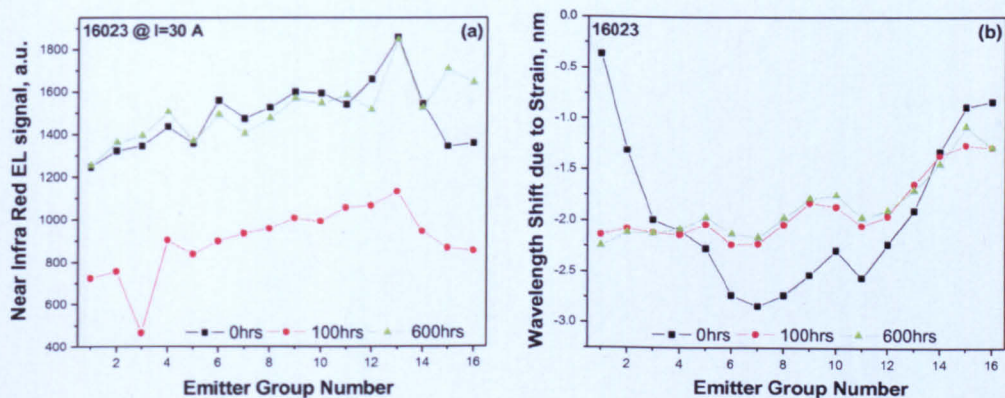 16023 @ I=30 A
(a)
Near Infra Red EL signal, a.u.
1800
1600
1400
1200
1000
800
600
400
0hrs
100hrs
600hrs
2
4
6
8
10
12
14
16
Emitter Group Number
16023
(b)
Wavelength Shift due to Strain, nm
0.0
-0.5
-1.0
-1.5
-2.0
-2.5
-3.0
0hrs
100hrs
600hrs
2
4
6
8
10
12
14
16
Emitter Group Number